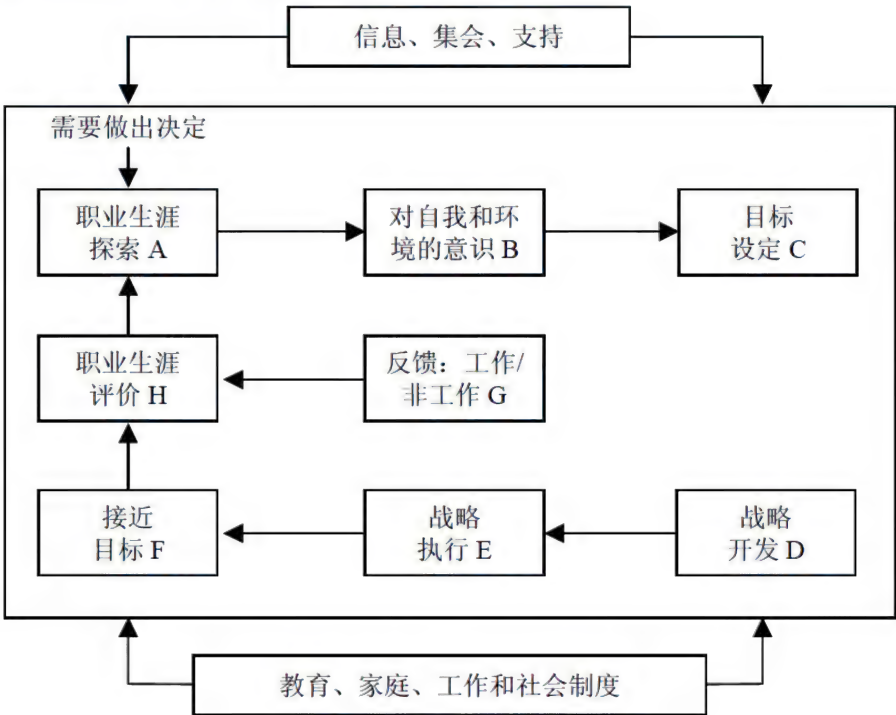 信息、集会、支持
需要做出决定
职业生涯
探索 A
对自我和环
境的意识 B
目标
设定 C
职业生涯
评价 H
反馈：工作/
非工作 G
接近
目标 F
战略
执行 E
战略
开发 D
教育、家庭、工作和社会制度